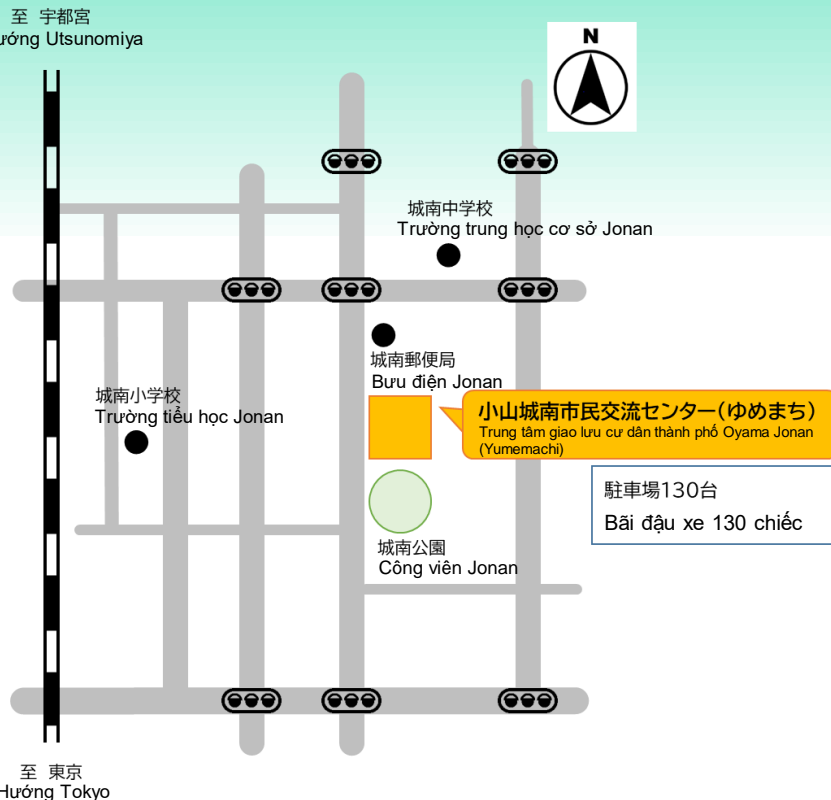 至 宇都宮
ướng Utsunomiya
N
城南中学校
Trường trung học cơ sở Jonan
城南郵便局
Bưu điện Jonan
城南小学校
Trường tiểu học Jonan
小山城南市民交流センター(ゆめまち)
Trung tâm giao lưu cư dân thành phố Oyama Jonan
(Yumemachi)
駐車場130台
Bãi đậu xe 130 chiếc
城南公園
Công viên Jonan
至 東京
Hướng Tokyo